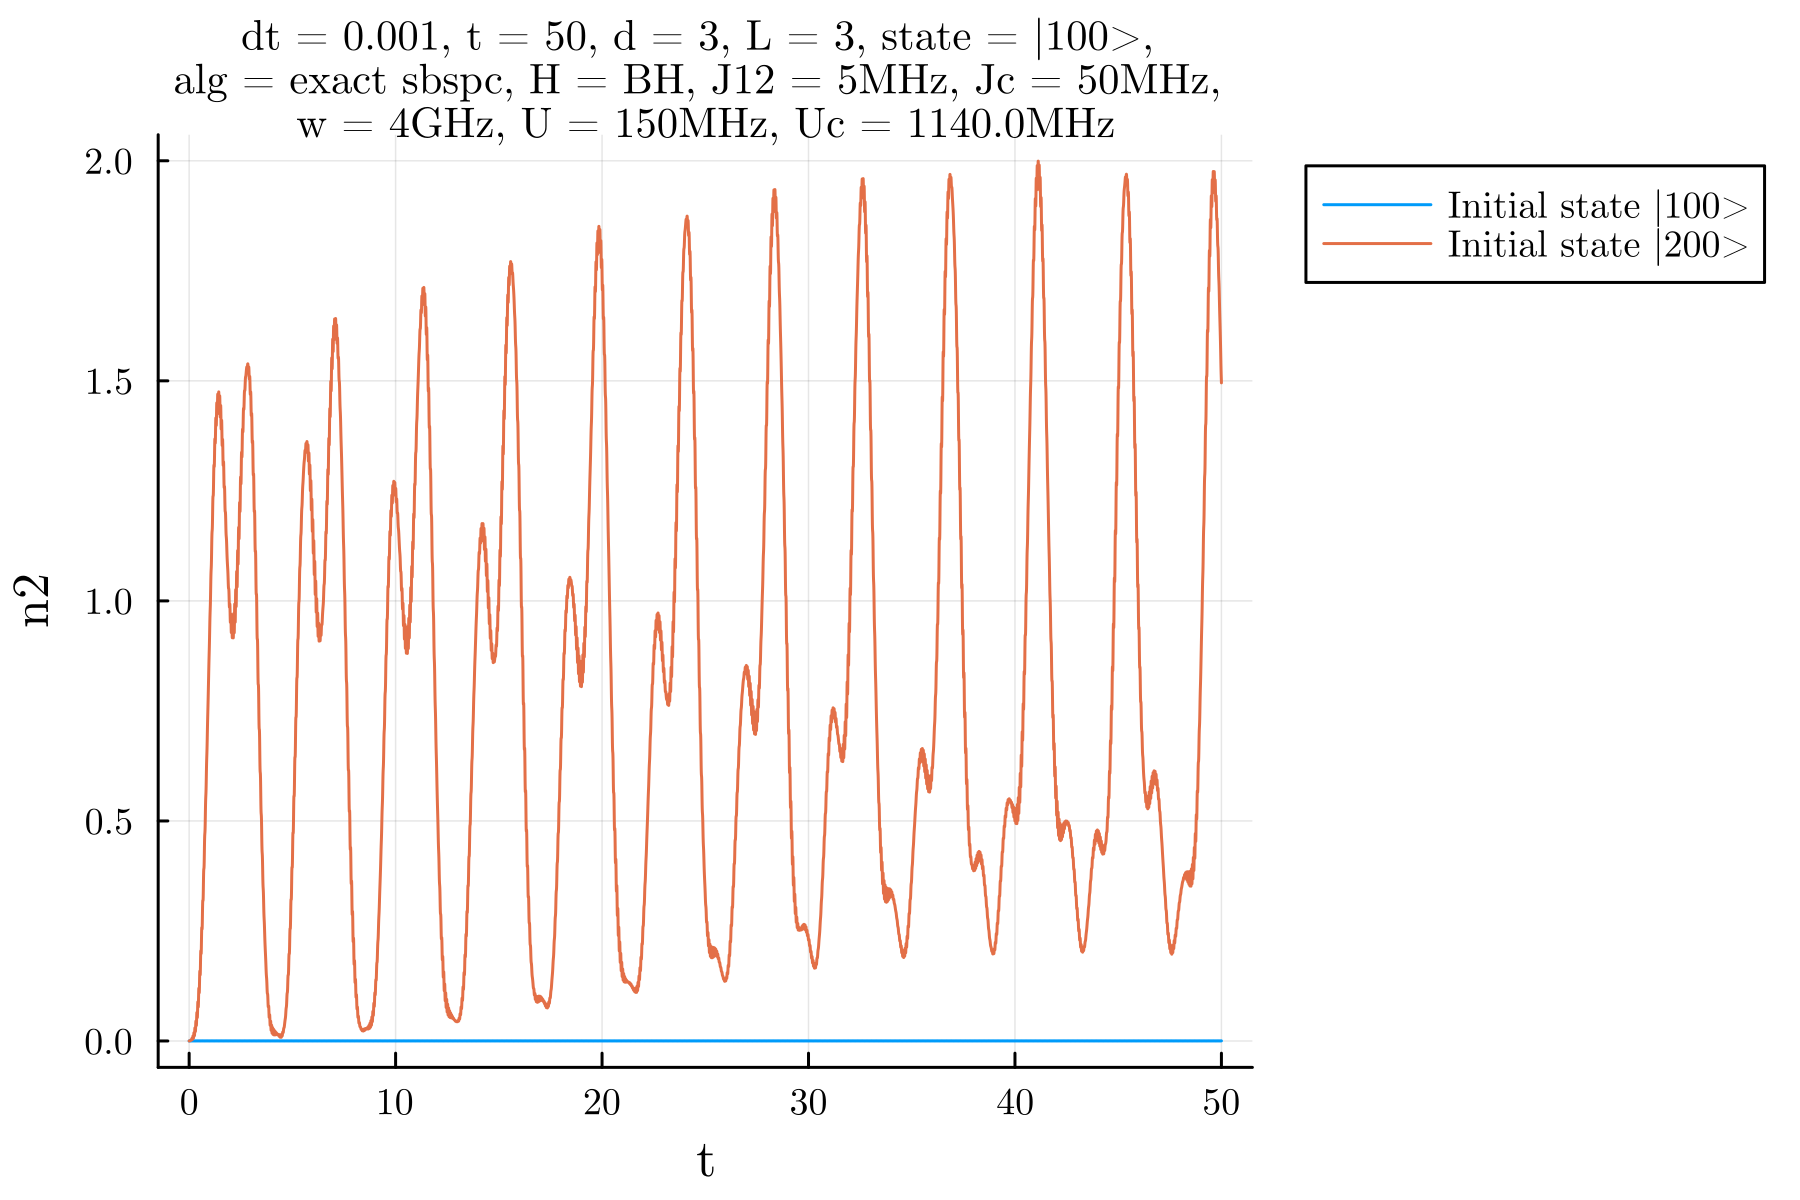 dt = 0.001, t = 50, d = 3, L = 3, state = |100>,
alg = exact sbspc, H = BH, J12 = 5MHz, Jc = 50MHz,
w = 4GHz, U = 150MHz, Uc = 1140.0MHz
2.0
1.5
1.0
0.5
0.0
n2
0 10 20 30 40 50
t
Initial state |100>
Initial state |200>